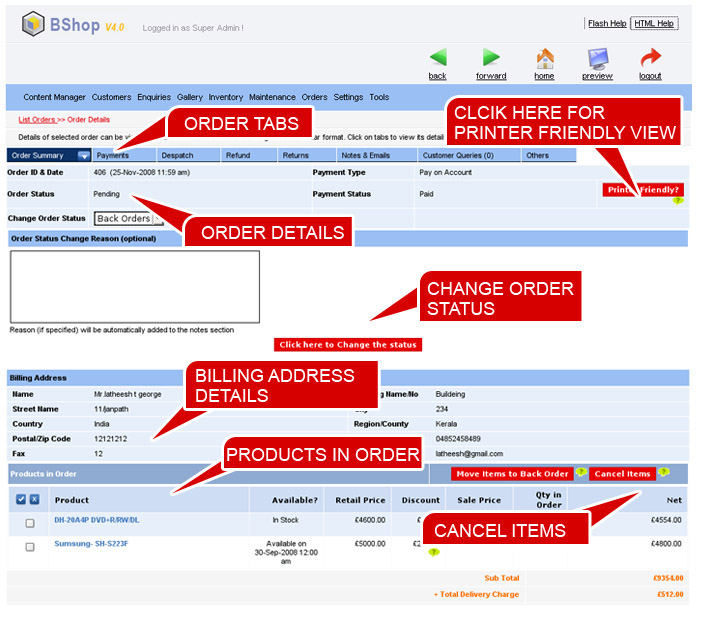 BShop V4.0 Logged in as Super Admin !
Flash Help HTML Help
back forward home preview logout
Content Manager Customers Enquiries Gallery Inventory Maintenance Orders Settings Tools
List Orders >> Order Details
ORDER TABS
CLCIK HERE FOR
PRINTER FRIENDLY VIEW
Details of selected order can be ar format. Click on tabs to view its detail
Order Summary Payments Despatch Refund Returns Notes & Emails Customer Queries (0) Others
Order ID & Date 406 (25-Nov-2008 11:59 am) Payment Type Pay on Account
Order Status Pending Payment Status Paid
Friendly?
?
Change Order Status Back Orders
ORDER DETAILS
Order Status Change Reason (optional)
CHANGE ORDER
STATUS
Reason (if specified) will be automatically added to the notes section
Click here to Change the status
Billing Address
BILLING ADDRESS
DETAILS
Name Mr.latheesh t george Name/No Buildeing
Street Name 11/janpath 234
Country India Region/County Kerala
Postal/Zip Code 12121212 04852458489
Fax 12 latheesh@gmail.com
PRODUCTS IN ORDER
Products in Order Move Items to Back Order ? Cancel Items ?
Product Available? Retail Price Discount Sale Price Qty in Order Net
CANCEL ITEMS
DH-20A4P DVD+R/RW/DL In Stock £4600.00 £4554.00
Sumsung- SH-S223F Available on £5000.00 £4800.00
30-Sep-2008 12:00 ?
am
Sub Total £9354.00
+ Total Delivery Charge £512.00